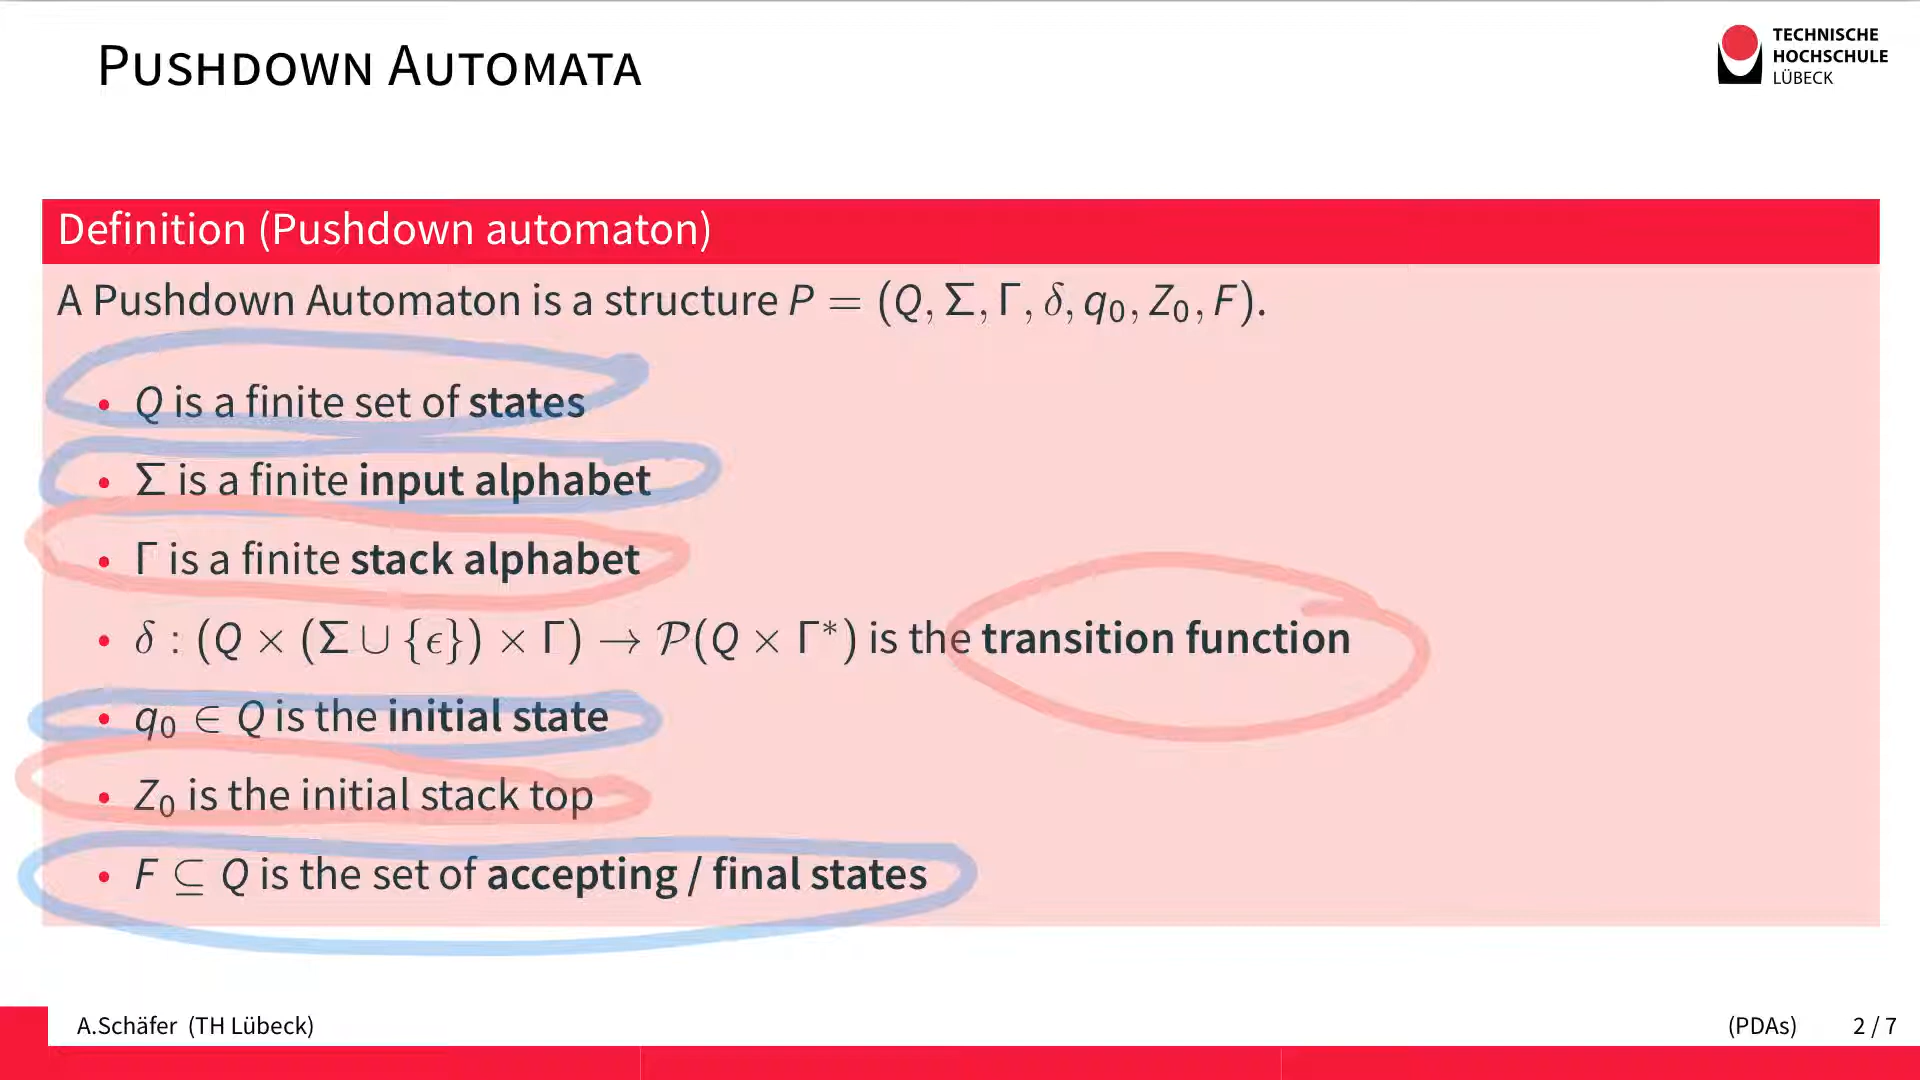 PUSHDOWN AUTOMATA
TECHNISCHE
HOCHSCHULE
LÜBECK
Definition (Pushdown automaton)
A Pushdown Automaton is a structure P = (Q, Σ, Γ, δ, q₀, Z₀, F).
• Q is a finite set of states
• Σ is a finite input alphabet
• Γ is a finite stack alphabet
• δ : (Q × (Σ ∪ {ϵ}) × Γ) → 𝒫(Q × Γ*) is the transition function
• q₀ ∈ Q is the initial state
• Z₀ is the initial stack top
• F ⊆ Q is the set of accepting / final states
A.Schäfer (TH Lübeck) (PDAs) 2 / 7